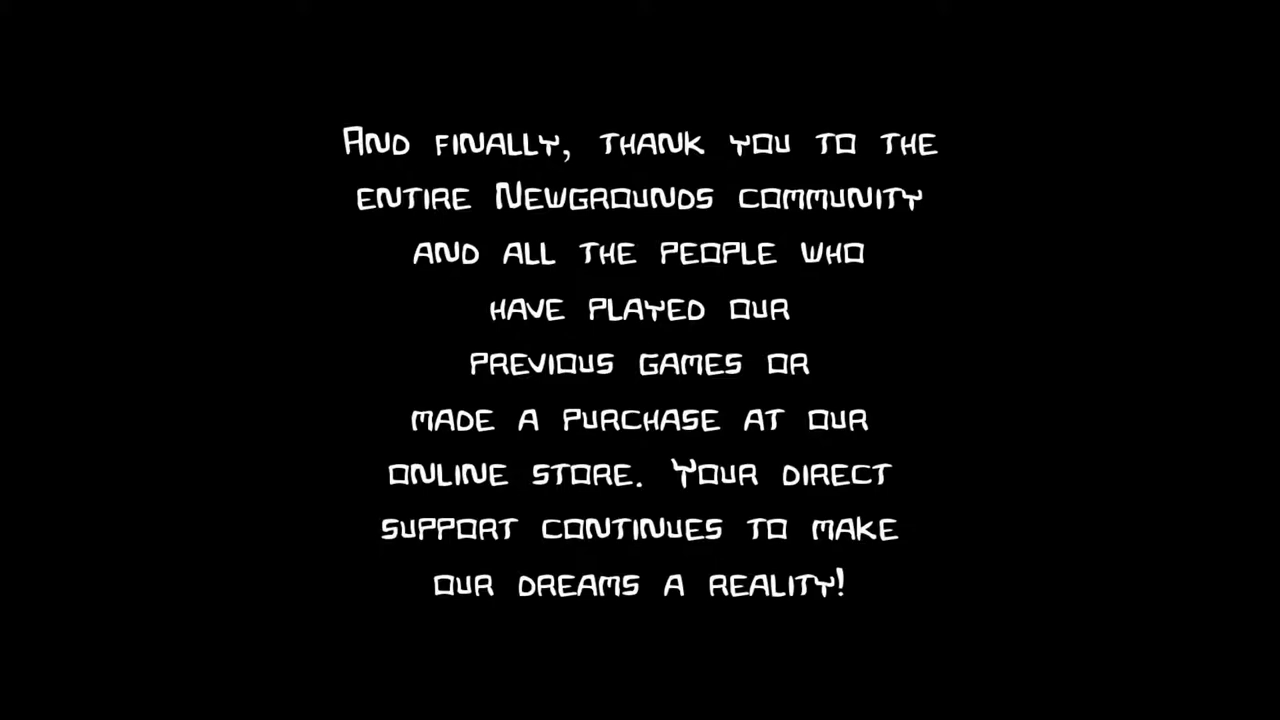 And finally, thank you to the
entire Newgrounds community
and all the people who
have played our
previous games or
made a purchase at our
online store. Your direct
support continues to make
our dreams a reality!